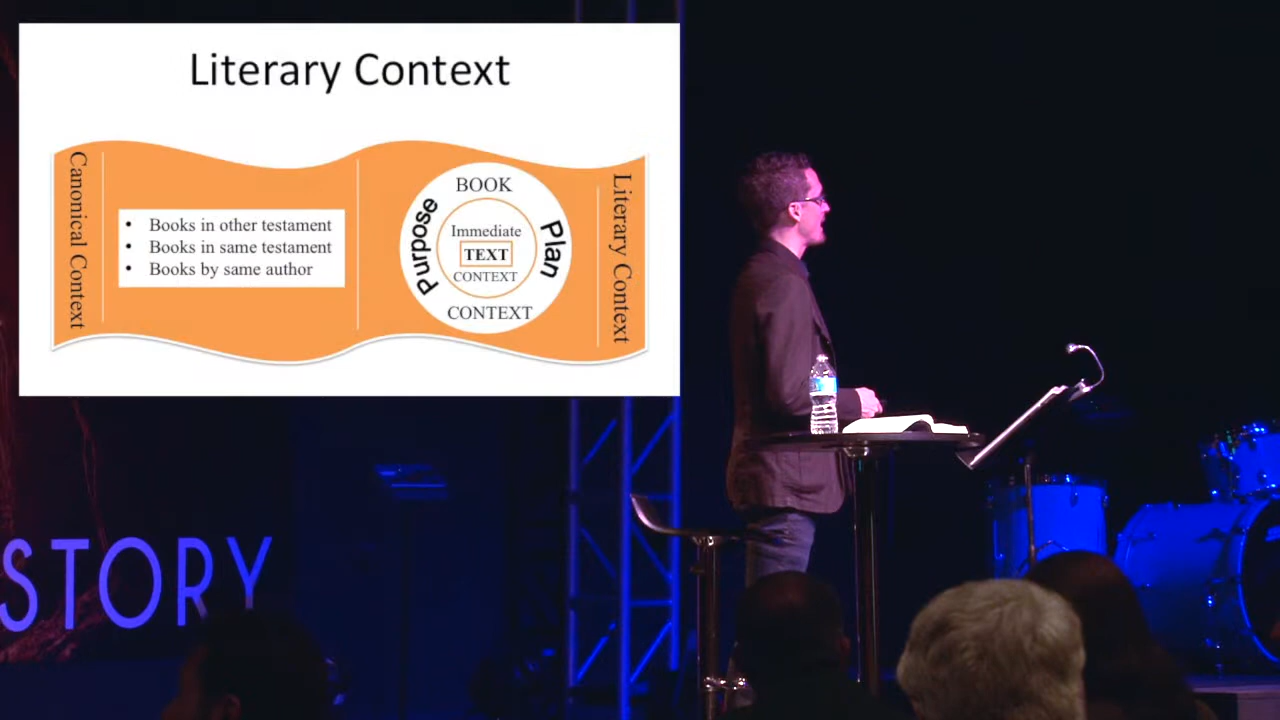 Literary Context
Canonical Context
• Books in other testament
• Books in same testament
• Books by same author
BOOK
Purpose
Plan
Immediate
TEXT
CONTEXT
CONTEXT
Literary Context
STORY